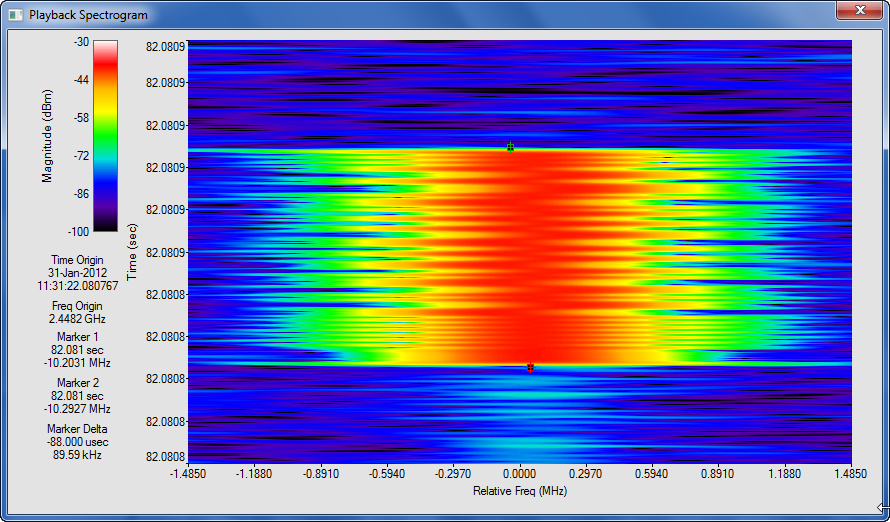 Playback Spectrogram
-30
-44
-58
-72
-86
-100
Magnitude (dBm)
Time Origin
31-Jan-2012
11:31:22.080767
Freq Origin
2.4482 GHz
Marker 1
82.081 sec
-10.2031 MHz
Marker 2
82.081 sec
-10.2927 MHz
Marker Delta
-88.000 usec
89.59 kHz
Time (sec)
82.0809
82.0809
82.0809
82.0809
82.0809
82.0809
82.0808
82.0808
82.0808
82.0808
82.0808
-1.4850 -1.1880 -0.8910 -0.5940 -0.2970 0.0000 0.2970 0.5940 0.8910 1.1880 1.4850
Relative Freq (MHz)